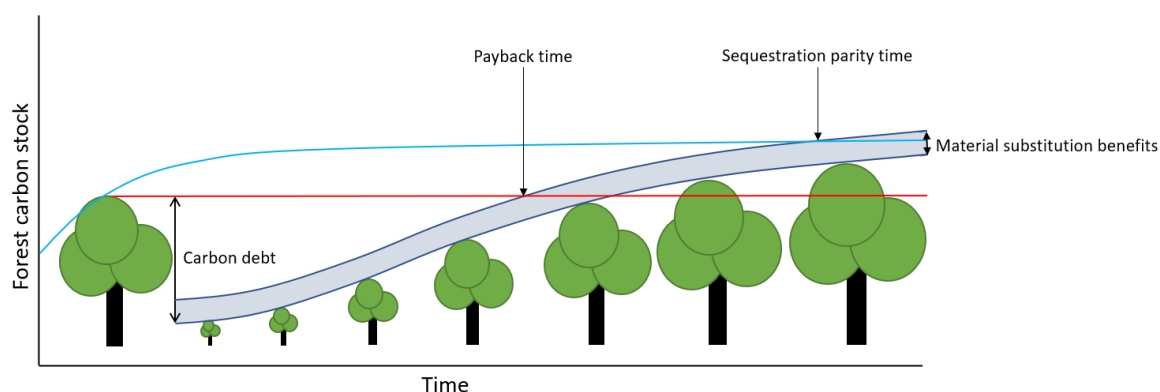 Payback time
Sequestration parity time
Forest carbon stock
Material substitution benefits
Carbon debt
Time